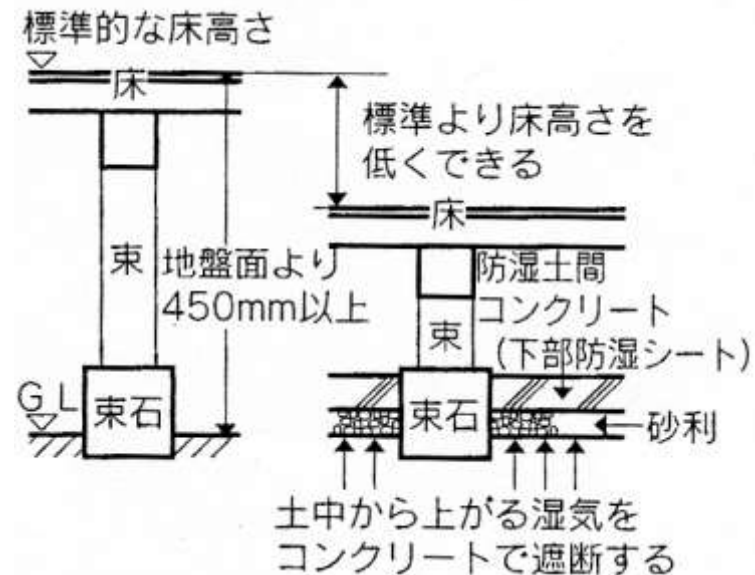 標準的な床高さ
床
束
地盤面より
450mm以上
GL
束石
標準より床高さを
低くできる
床
防湿土間
コンクリート
(下部防湿シート)
束
束石
砂利
土中から上がる湿気を
コンクリートで遮断する